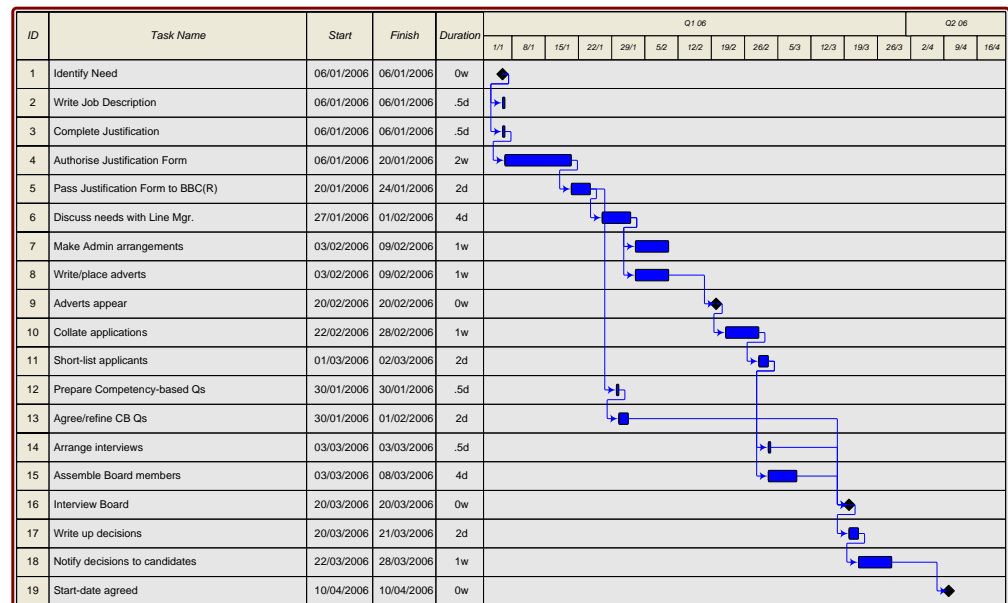 ID Task Name Start Finish Duration Q1 06 Q2 06
1/1 8/1 15/1 22/1 29/1 5/2 12/2 19/2 26/2 5/3 12/3 19/3 26/3 2/4 9/4 16/4
1 Identify Need 06/01/2006 06/01/2006 0w
2 Write Job Description 06/01/2006 06/01/2006 .5d
3 Complete Justification 06/01/2006 06/01/2006 .5d
4 Authorise Justification Form 06/01/2006 20/01/2006 2w
5 Pass Justification Form to BBC(R) 20/01/2006 24/01/2006 2d
6 Discuss needs with Line Mgr. 27/01/2006 01/02/2006 4d
7 Make Admin arrangements 03/02/2006 09/02/2006 1w
8 Write/place adverts 03/02/2006 09/02/2006 1w
9 Adverts appear 20/02/2006 20/02/2006 0w
10 Collate applications 22/02/2006 28/02/2006 1w
11 Short-list applicants 01/03/2006 02/03/2006 2d
12 Prepare Competency-based Qs 30/01/2006 30/01/2006 .5d
13 Agree/refine CB Qs 30/01/2006 01/02/2006 2d
14 Arrange interviews 03/03/2006 03/03/2006 .5d
15 Assemble Board members 03/03/2006 08/03/2006 4d
16 Interview Board 20/03/2006 20/03/2006 0w
17 Write up decisions 20/03/2006 21/03/2006 2d
18 Notify decisions to candidates 22/03/2006 28/03/2006 1w
19 Start-date agreed 10/04/2006 10/04/2006 0w